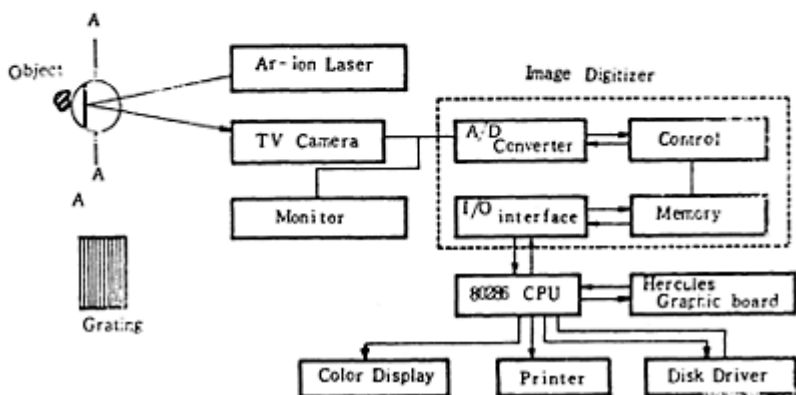 A
Object
Ar-ion Laser
Image Digitizer
TV Camera
A/D
Converter
Control
A
A
Monitor
I/O
interface
Memory
80286 CPU
Hercules
Graphic board
Grating
Color Display
Printer
Disk Driver